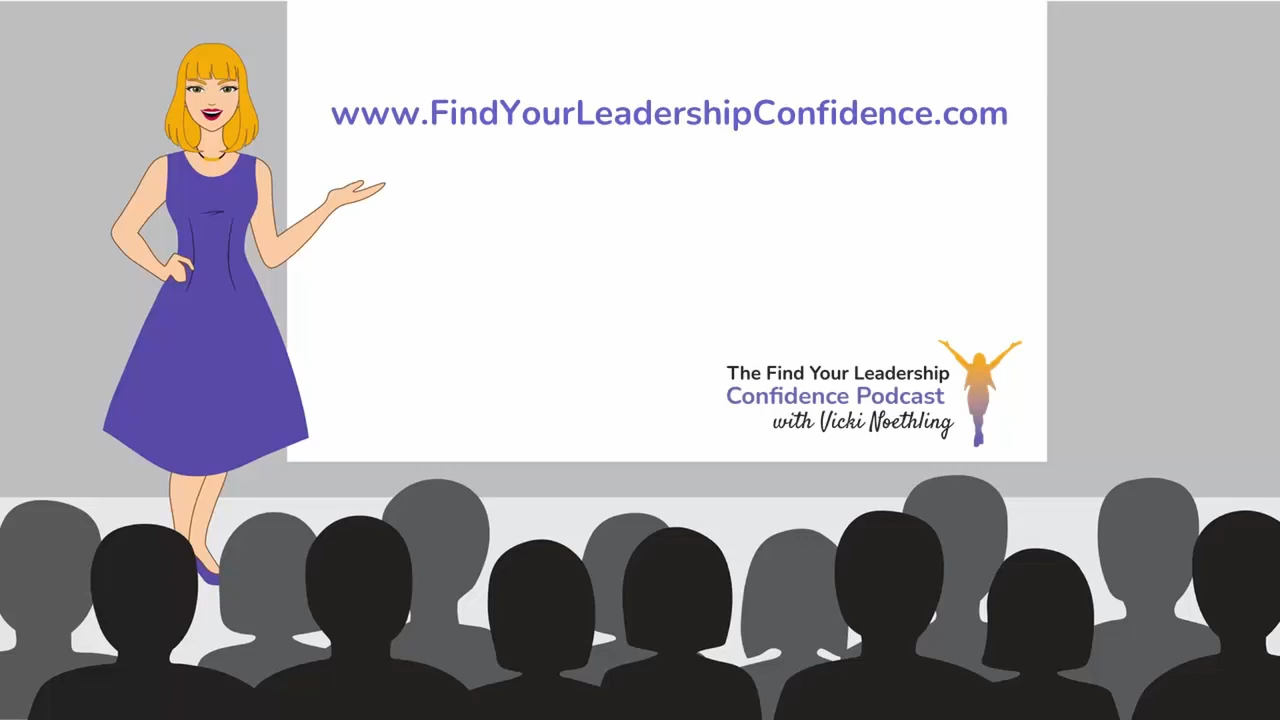 www.FindYourLeadershipConfidence.com
The Find Your Leadership
Confidence Podcast
with Vicki Noethling